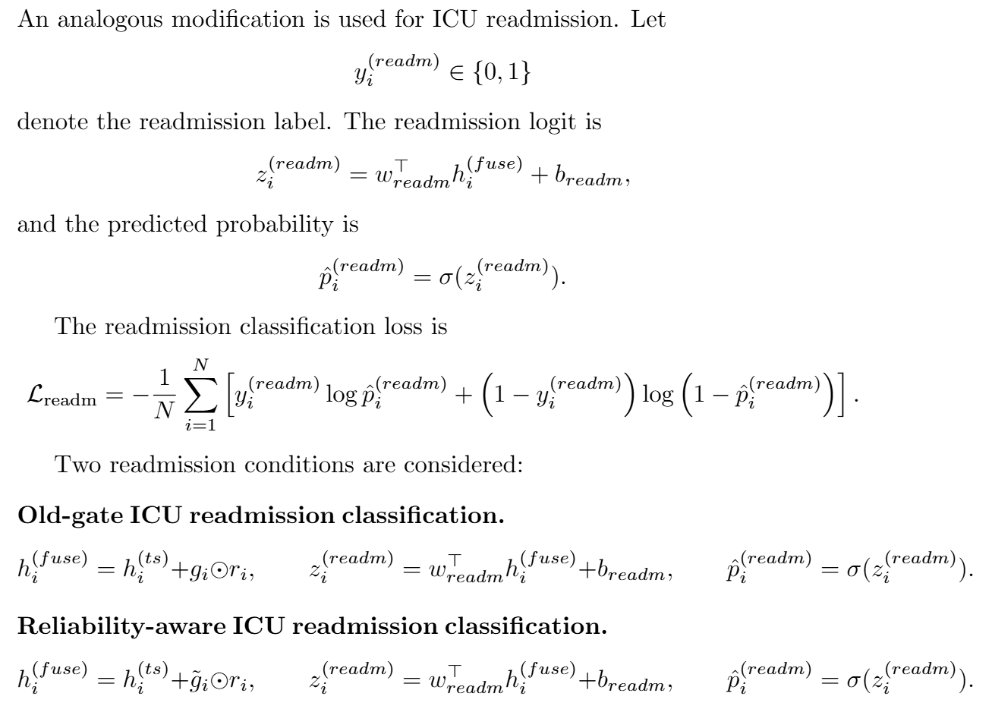 An analogous modification is used for ICU readmission. Let
$$y_i^{(readm)} \in \{0, 1\}$$
denote the readmission label. The readmission logit is
$$z_i^{(readm)} = w_{readm}^{\top} h_i^{(fuse)} + b_{readm},$$
and the predicted probability is
$$\hat{p}_i^{(readm)} = \sigma(z_i^{(readm)}).$$
The readmission classification loss is
$$\mathcal{L}_{\text{readm}} = -\frac{1}{N} \sum_{i=1}^{N} \left[ y_i^{(readm)} \log \hat{p}_i^{(readm)} + \left(1 - y_i^{(readm)}\right) \log \left(1 - \hat{p}_i^{(readm)}\right) \right].$$
Two readmission conditions are considered:
Old-gate ICU readmission classification.
$$h_i^{(fuse)} = h_i^{(ts)} + g_i \odot r_i, \qquad z_i^{(readm)} = w_{readm}^{\top} h_i^{(fuse)} + b_{readm}, \qquad \hat{p}_i^{(readm)} = \sigma(z_i^{(readm)}).$$
Reliability-aware ICU readmission classification.
$$h_i^{(fuse)} = h_i^{(ts)} + \tilde{g}_i \odot r_i, \qquad z_i^{(readm)} = w_{readm}^{\top} h_i^{(fuse)} + b_{readm}, \qquad \hat{p}_i^{(readm)} = \sigma(z_i^{(readm)}).$$